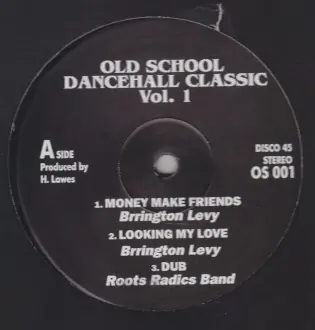 OLD SCHOOL
DANCEHALL CLASSIC
Vol. 1
A SIDE
Produced by
H. Lawes
DISCO 45
STEREO
OS 001
1. MONEY MAKE FRIENDS
Brrington Levy
2. LOOKING MY LOVE
Brrington Levy
3. DUB
Roots Radics Band